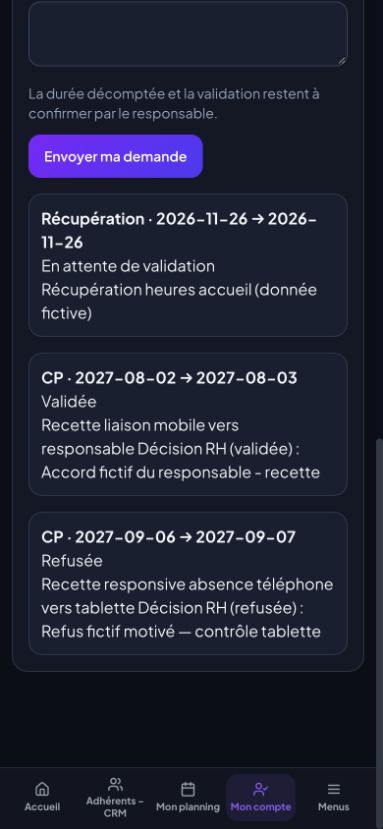 La durée décomptée et la validation restent à
confirmer par le responsable.
Envoyer ma demande
Récupération · 2026-11-26 → 2026-
11-26
En attente de validation
Récupération heures accueil (donnée
fictive)
CP · 2027-08-02 → 2027-08-03
Validée
Recette liaison mobile vers
responsable Décision RH (validée) :
Accord fictif du responsable - recette
CP · 2027-09-06 → 2027-09-07
Refusée
Recette responsive absence téléphone
vers tablette Décision RH (refusée) :
Refus fictif motivé — contrôle tablette
Accueil
Adhérents –
CRM
Mon planning
Mon compte
Menus